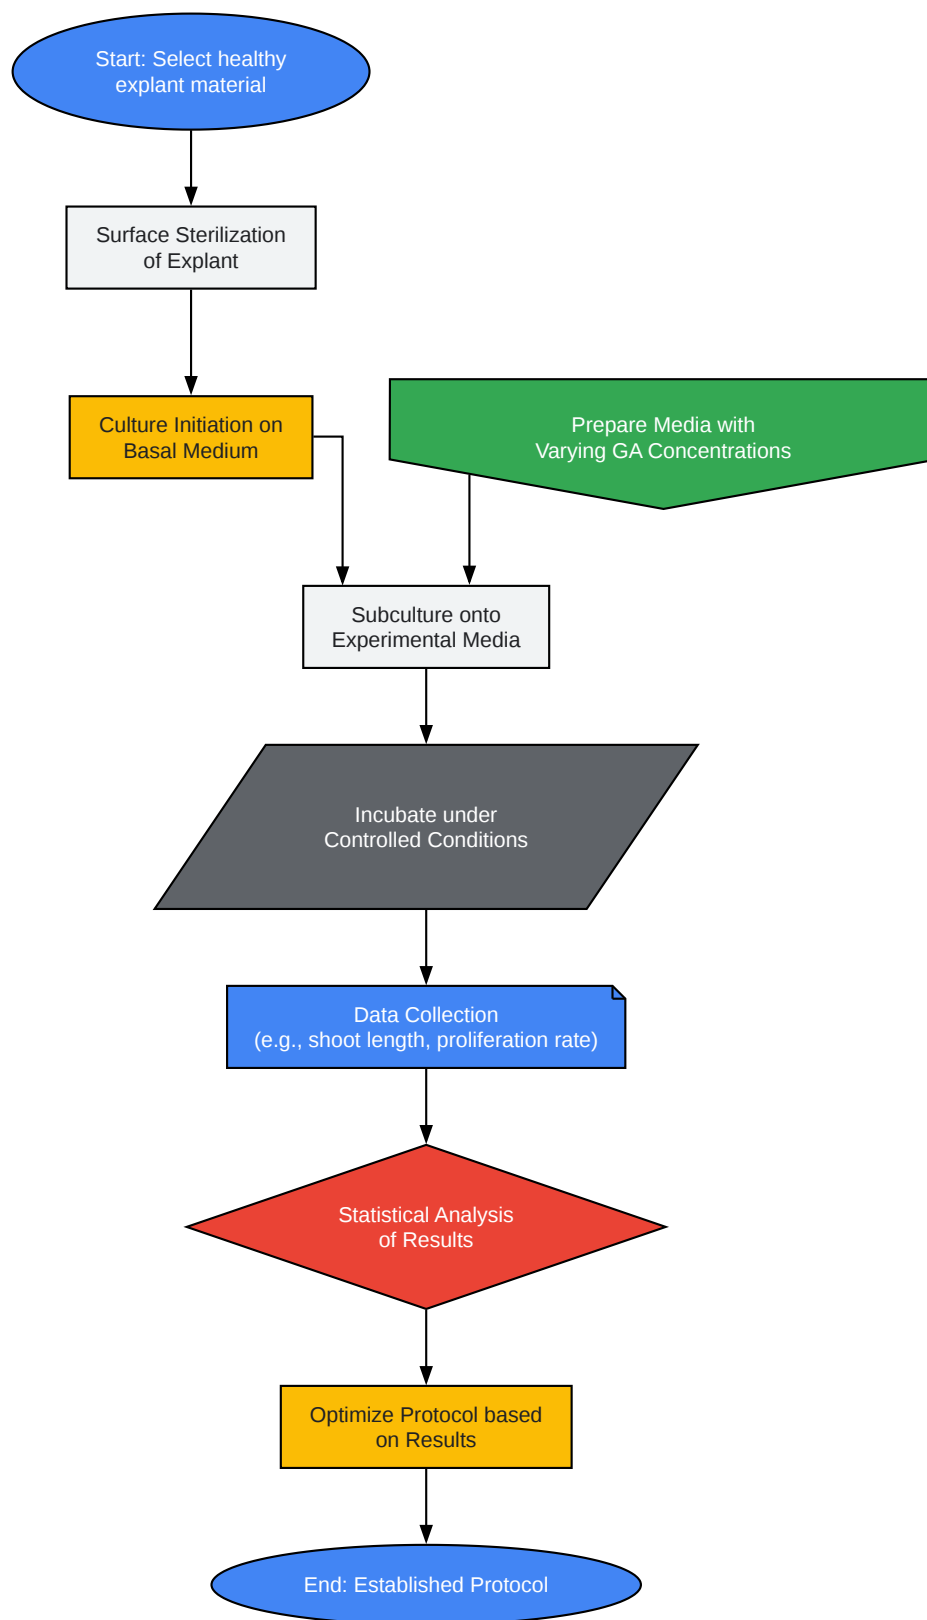 Start: Select healthy
explant material
Surface Sterilization
of Explant
Culture Initiation on
Basal Medium
Prepare Media with
Varying GA Concentrations
Subculture onto
Experimental Media
Incubate under
Controlled Conditions
Data Collection
(e.g., shoot length, proliferation rate)
Statistical Analysis
of Results
Optimize Protocol based
on Results
End: Established Protocol